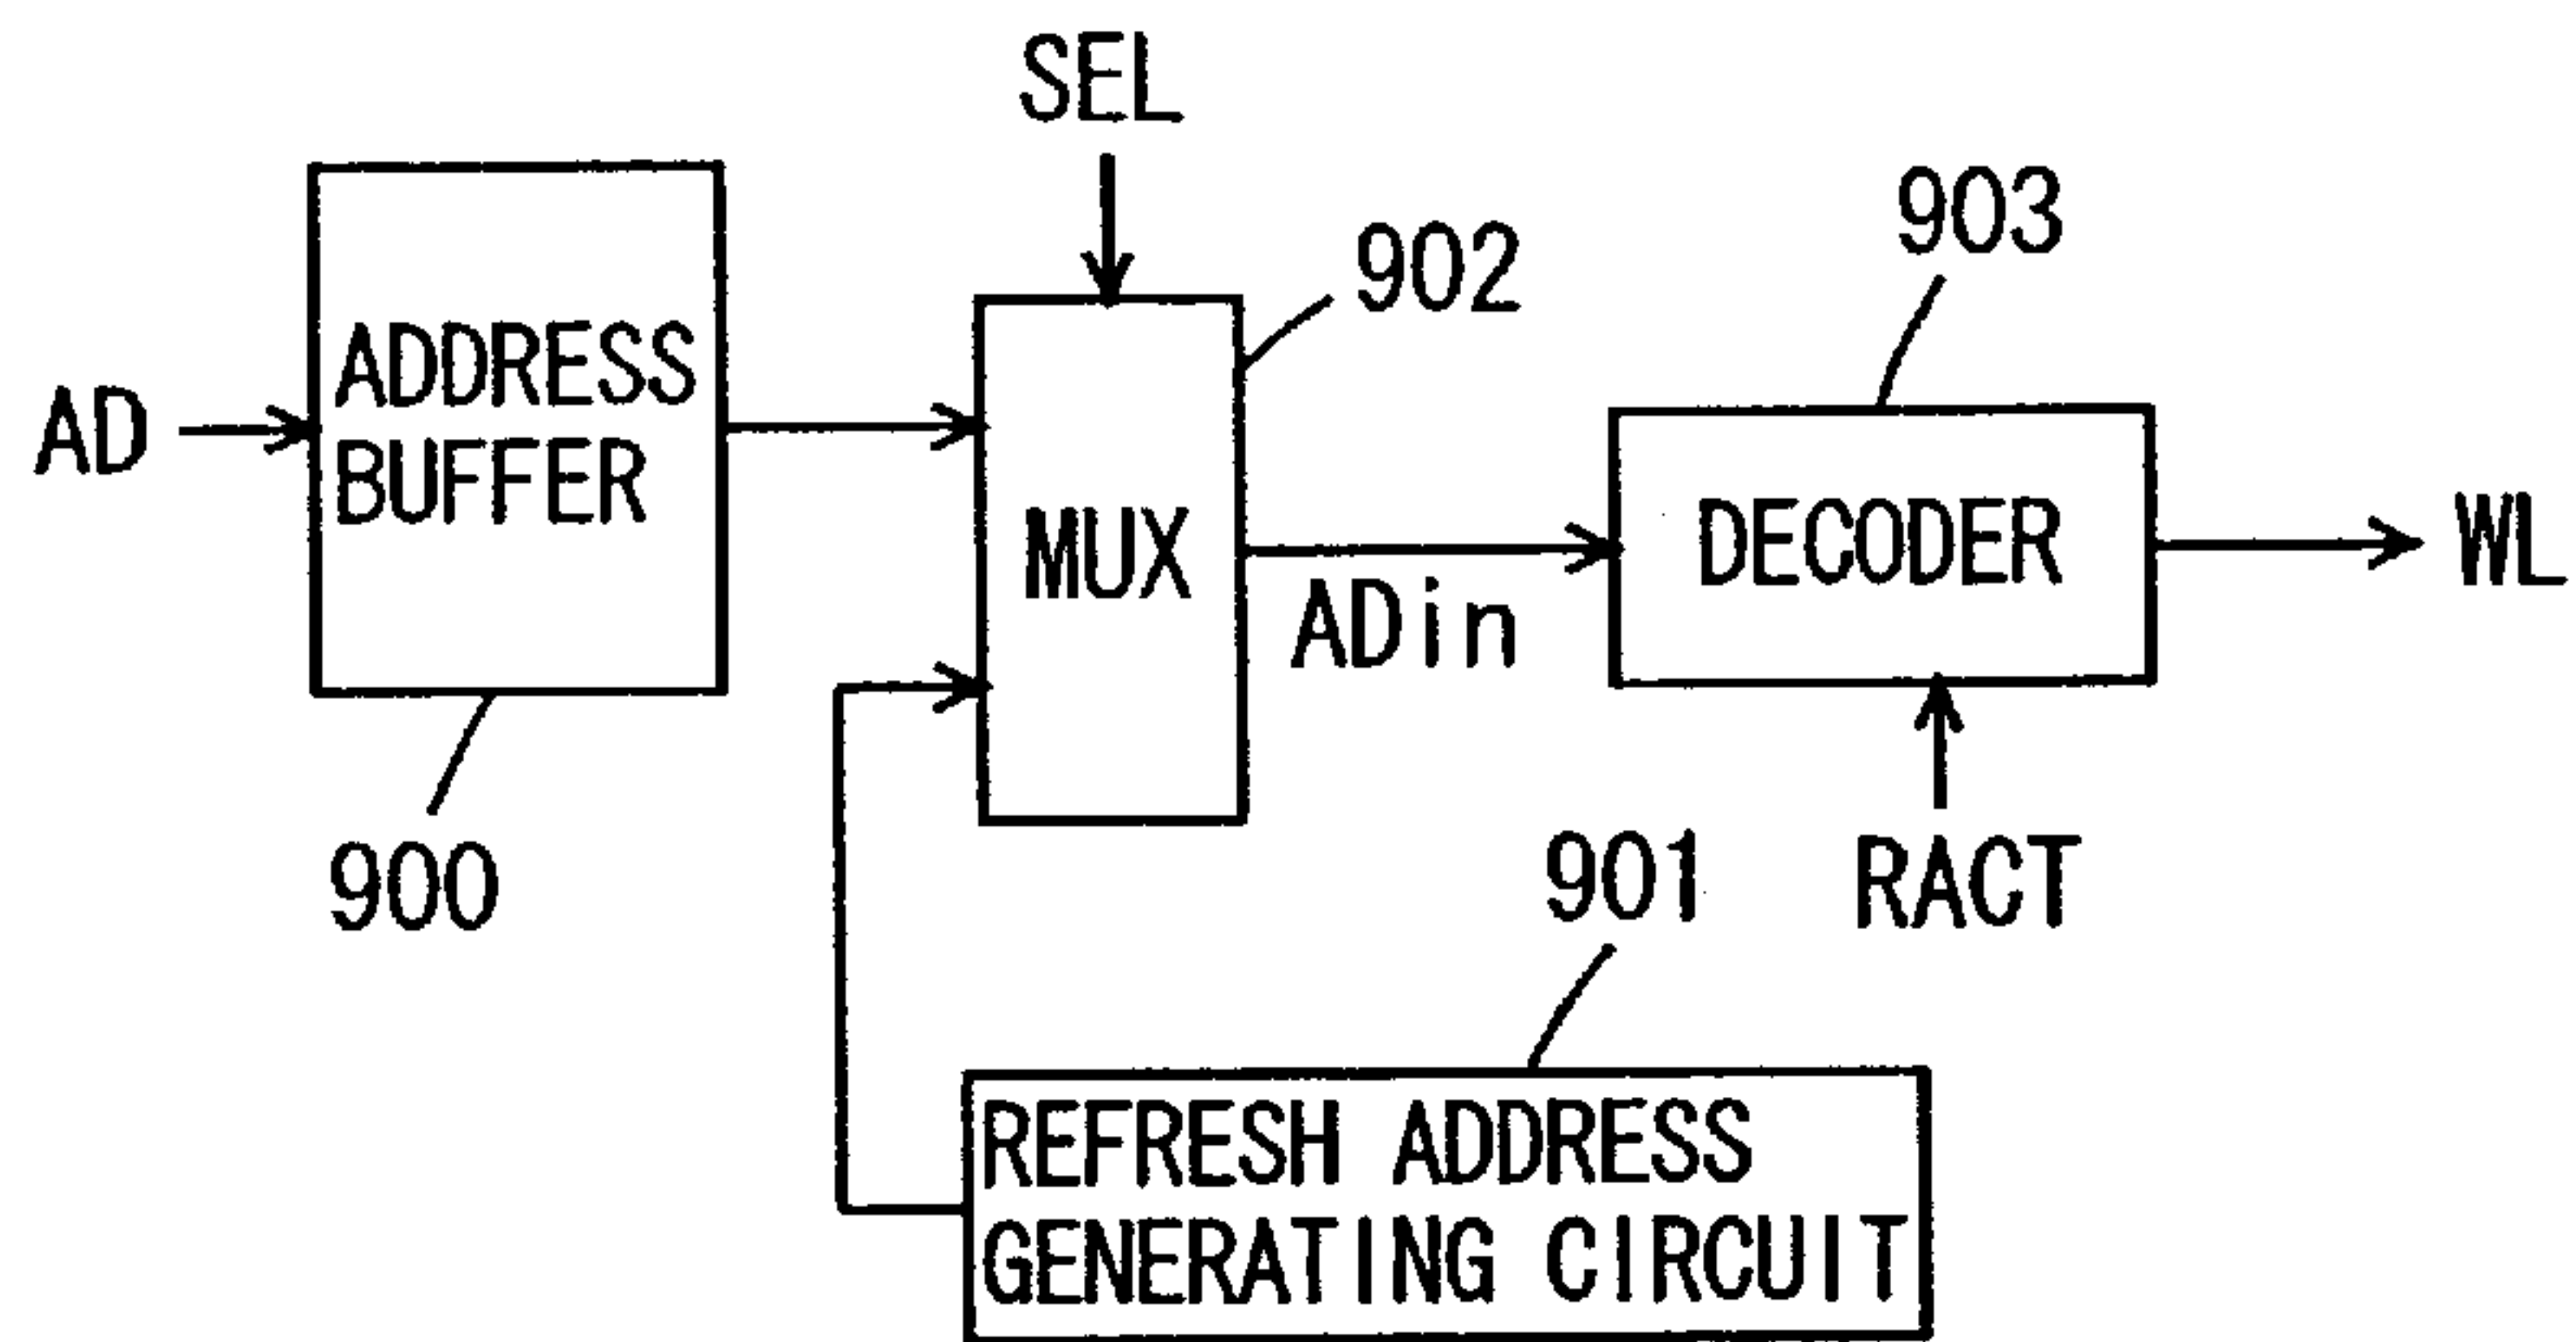 SEL
903
902
ADDRESS
BUFFER
AD
MUX
DECODER
WL
ADin
900
901
RACT
REFRESH ADDRESS
GENERATING CIRCUIT